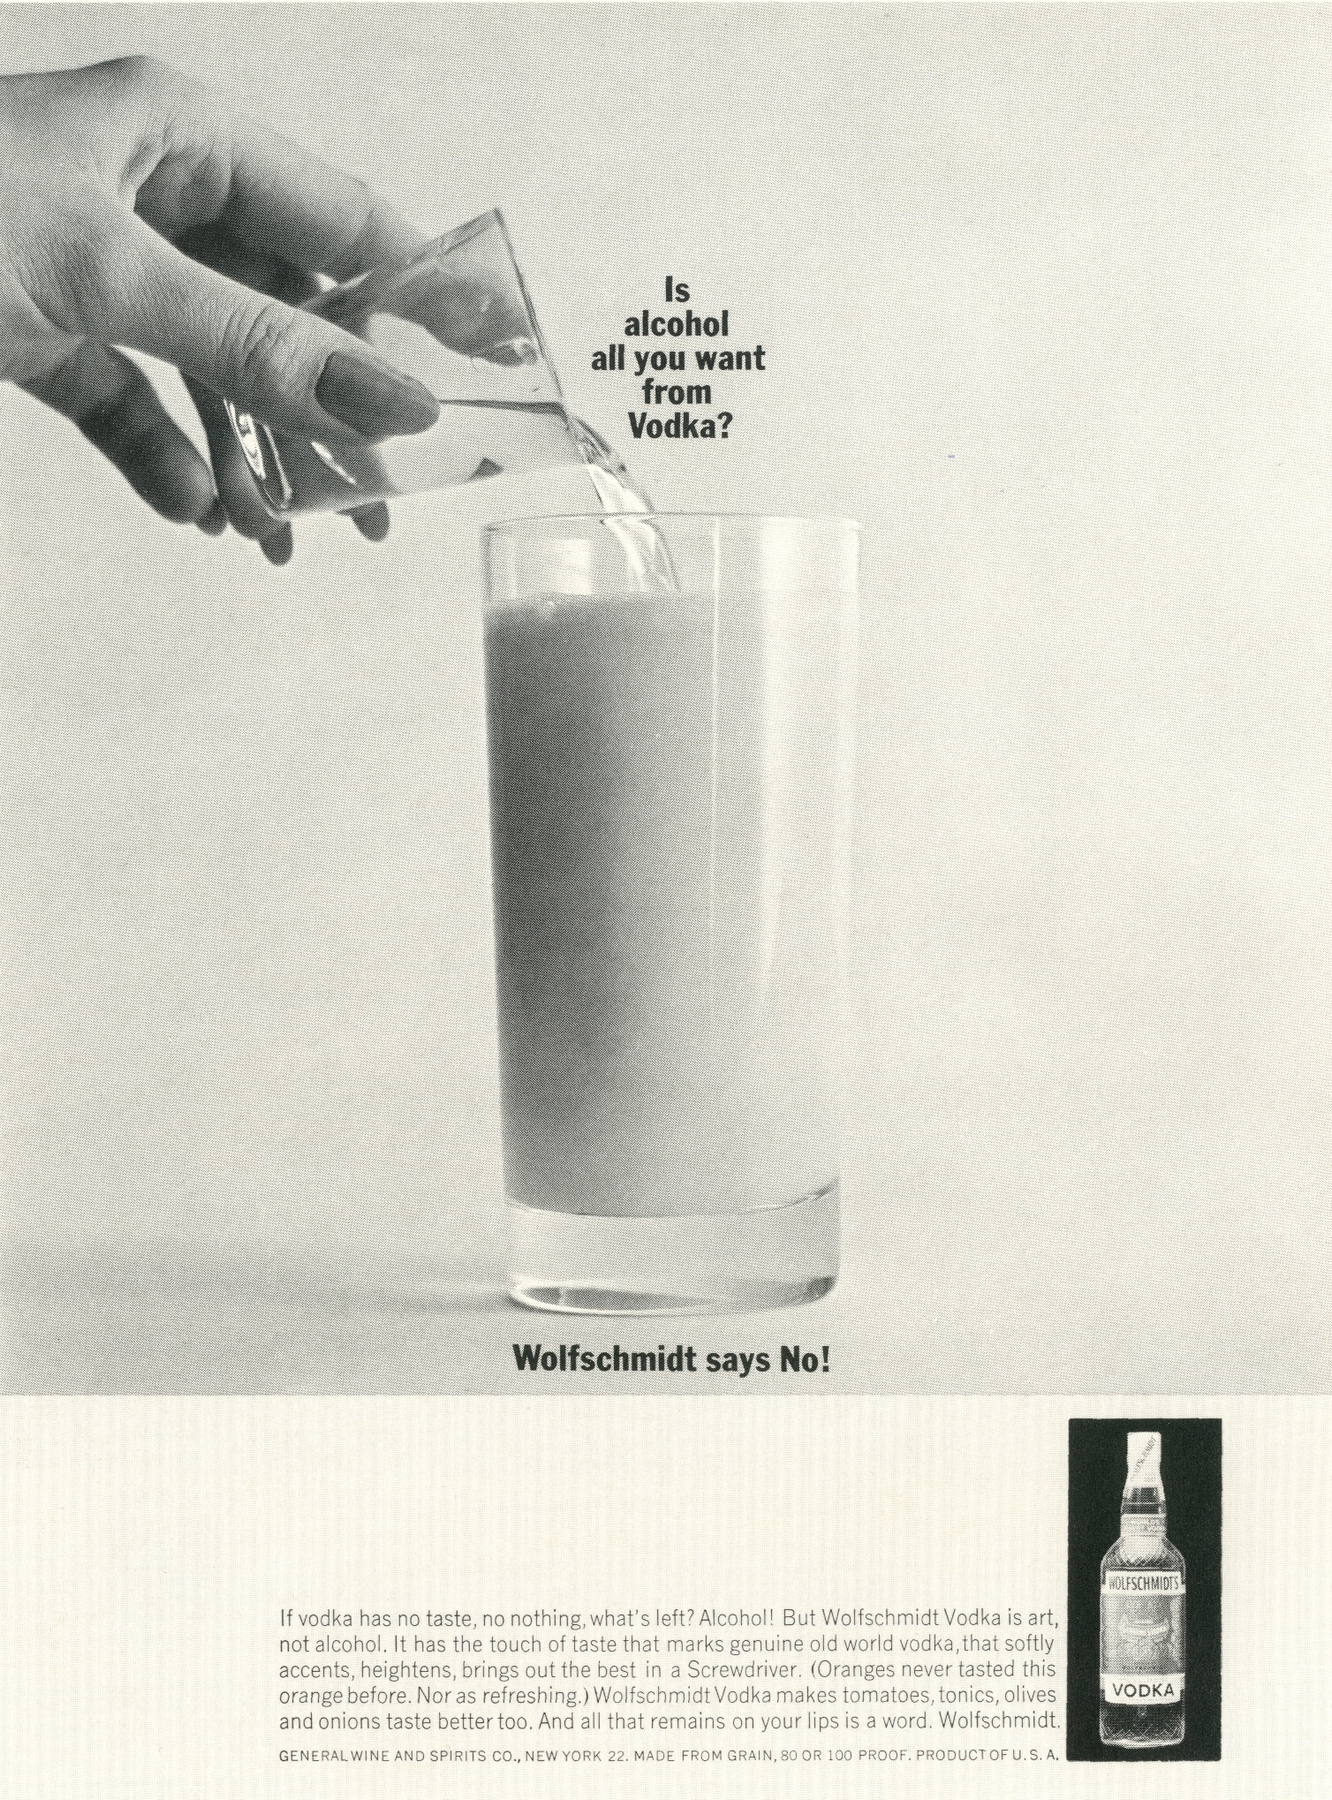 Is
alcohol
all you want
from
Vodka?
Wolfschmidt says No!
WOLFSCHMIDT'S
VODKA
If vodka has no taste, no nothing, what's left? Alcohol! But Wolfschmidt Vodka is art,
not alcohol. It has the touch of taste that marks genuine old world vodka, that softly
accents, heightens, brings out the best in a Screwdriver. (Oranges never tasted this
orange before. Nor as refreshing.) Wolfschmidt Vodka makes tomatoes, tonics, olives
and onions taste better too. And all that remains on your lips is a word. Wolfschmidt.
GENERAL WINE AND SPIRITS CO., NEW YORK 22. MADE FROM GRAIN, 80 OR 100 PROOF. PRODUCT OF U.S.A.